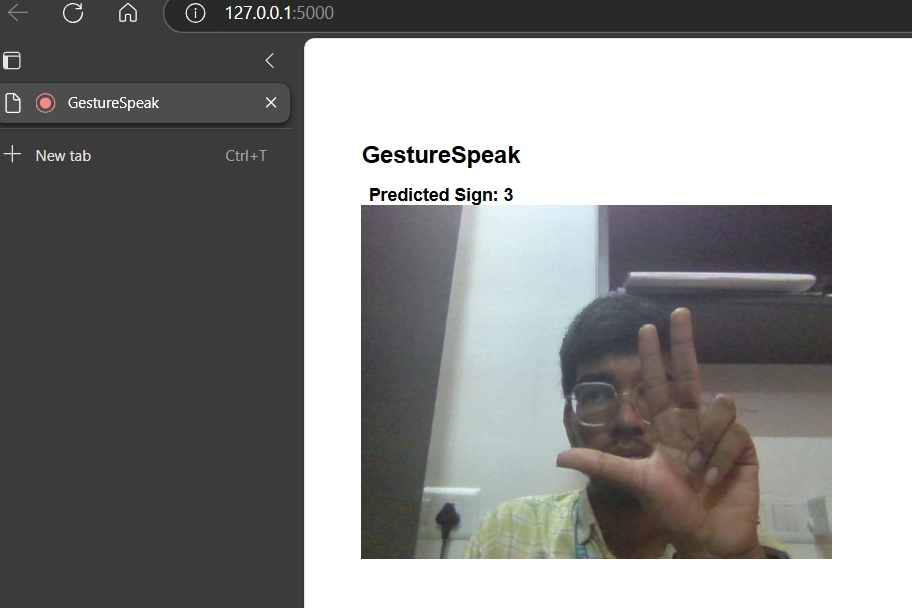 127.0.0.1:5000
GestureSpeak
New tab Ctrl+T
GestureSpeak
Predicted Sign: 3